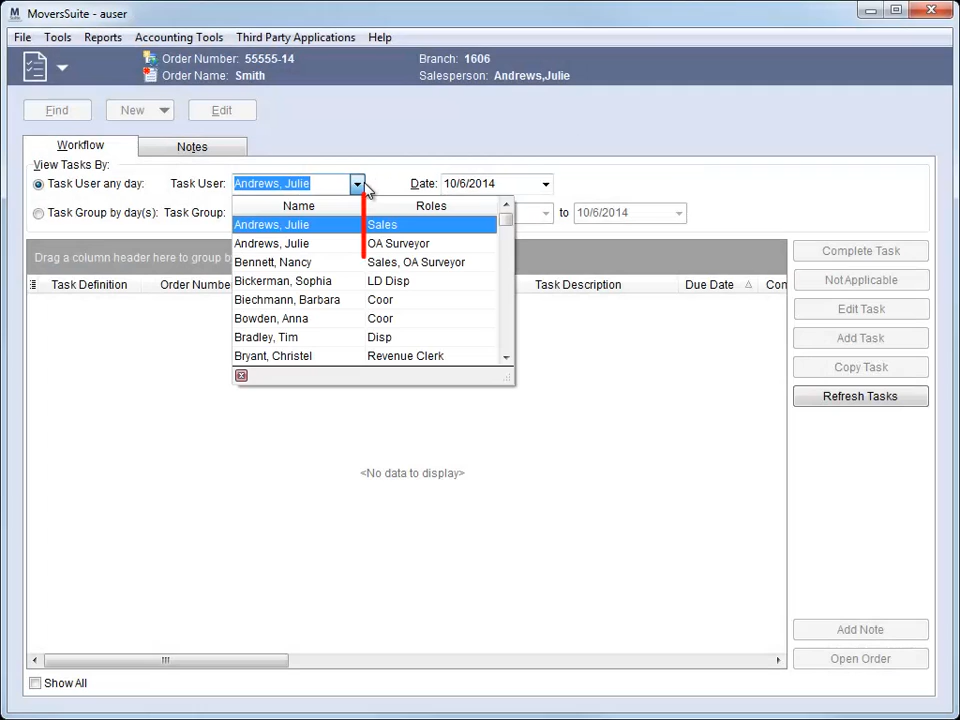 MoversSuite - auser
File Tools Reports Accounting Tools Third Party Applications Help
Order Number: 55555-14 Branch: 1606
Order Name: Smith Salesperson: Andrews,Julie
Find New Edit
Workflow Notes
View Tasks By:
Task User any day: Task User: Andrews, Julie Date: 10/6/2014
Task Group by day(s): Task Group: to 10/6/2014
Name Roles
Andrews, Julie Sales
Andrews, Julie OA Surveyor
Bennett, Nancy Sales, OA Surveyor
Bickerman, Sophia LD Disp
Biechmann, Barbara Coor
Bowden, Anna Coor
Bradley, Tim Disp
Bryant, Christel Revenue Clerk
Drag a column header here to group b
Task Definition Order Numbe Task Description Due Date Con
<No data to display>
Complete Task
Not Applicable
Edit Task
Add Task
Copy Task
Refresh Tasks
Add Note
Open Order
Show All